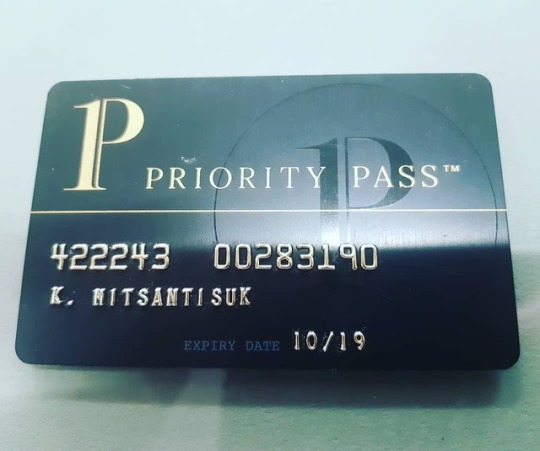 P PRIORITY PASS™
422243 00283190
K. NITSANTISUK
EXPIRY DATE 10/19